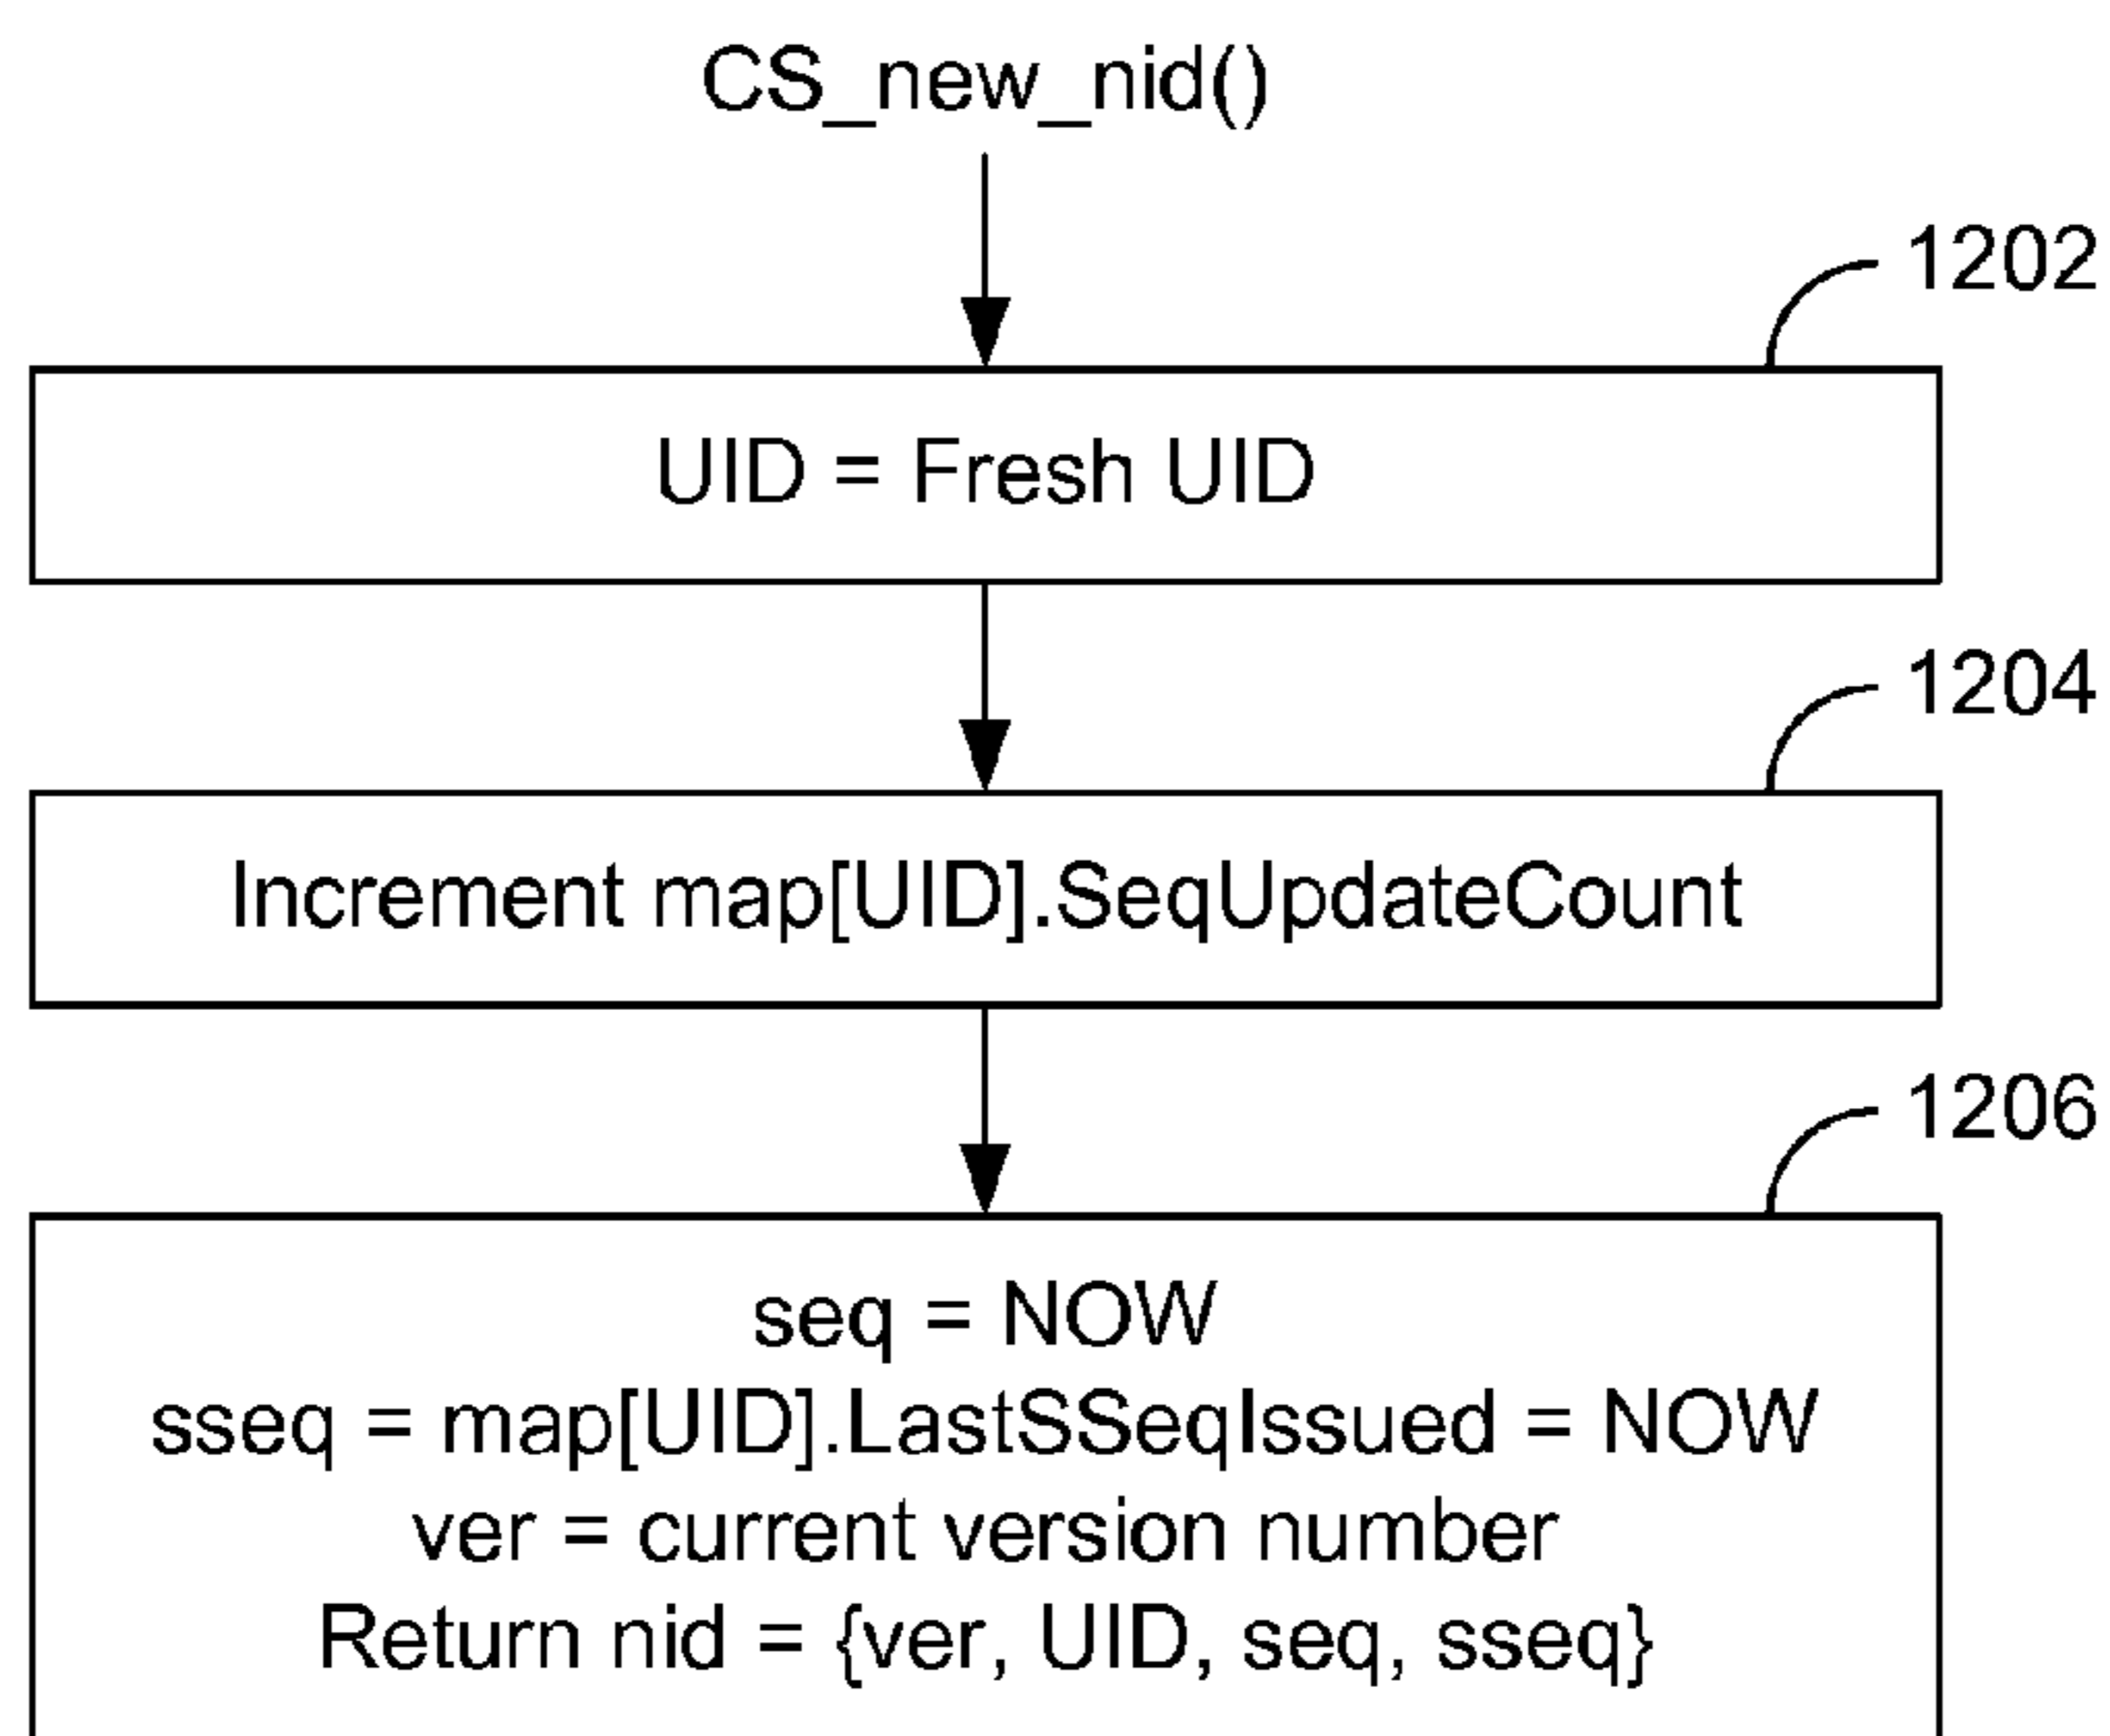 CS_new_nid()
1202
UID = Fresh UID
1204
Increment map[UID].SeqUpdateCount
1206
seq = NOW
sseq = map[UID].LastSSeqIssued = NOW
ver = current version number
Return nid = {ver, UID, seq, sseq}